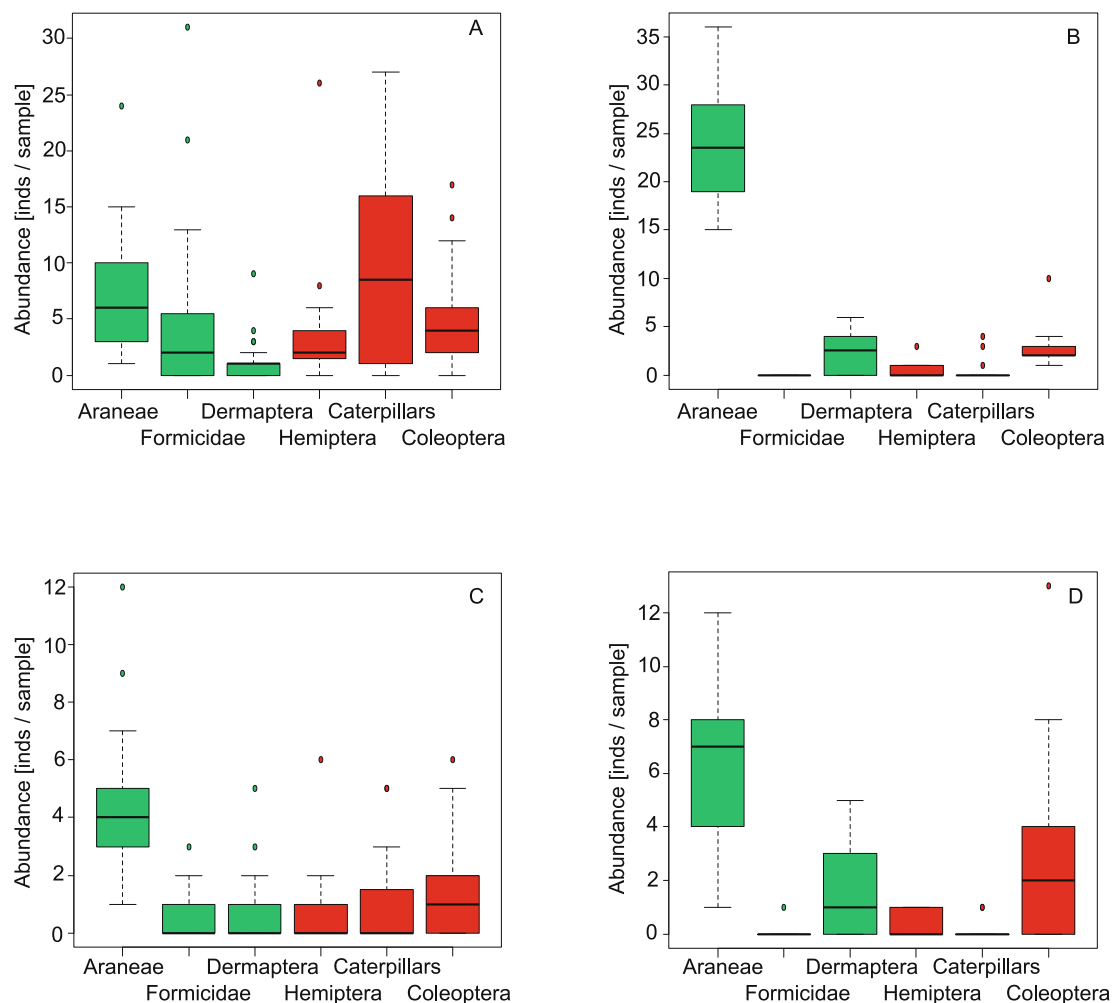 A
Abundance [inds / sample]
30
25
20
15
10
5
0
Araneae
Dermaptera
Caterpillars
Formicidae
Hemiptera
Coleoptera
B
Abundance [inds / sample]
35
30
25
20
15
10
5
0
Araneae
Dermaptera
Caterpillars
Formicidae
Hemiptera
Coleoptera
C
Abundance [inds / sample]
12
10
8
6
4
2
0
Araneae
Dermaptera
Caterpillars
Formicidae
Hemiptera
Coleoptera
D
Abundance [inds / sample]
12
10
8
6
4
2
0
Araneae
Dermaptera
Caterpillars
Formicidae
Hemiptera
Coleoptera